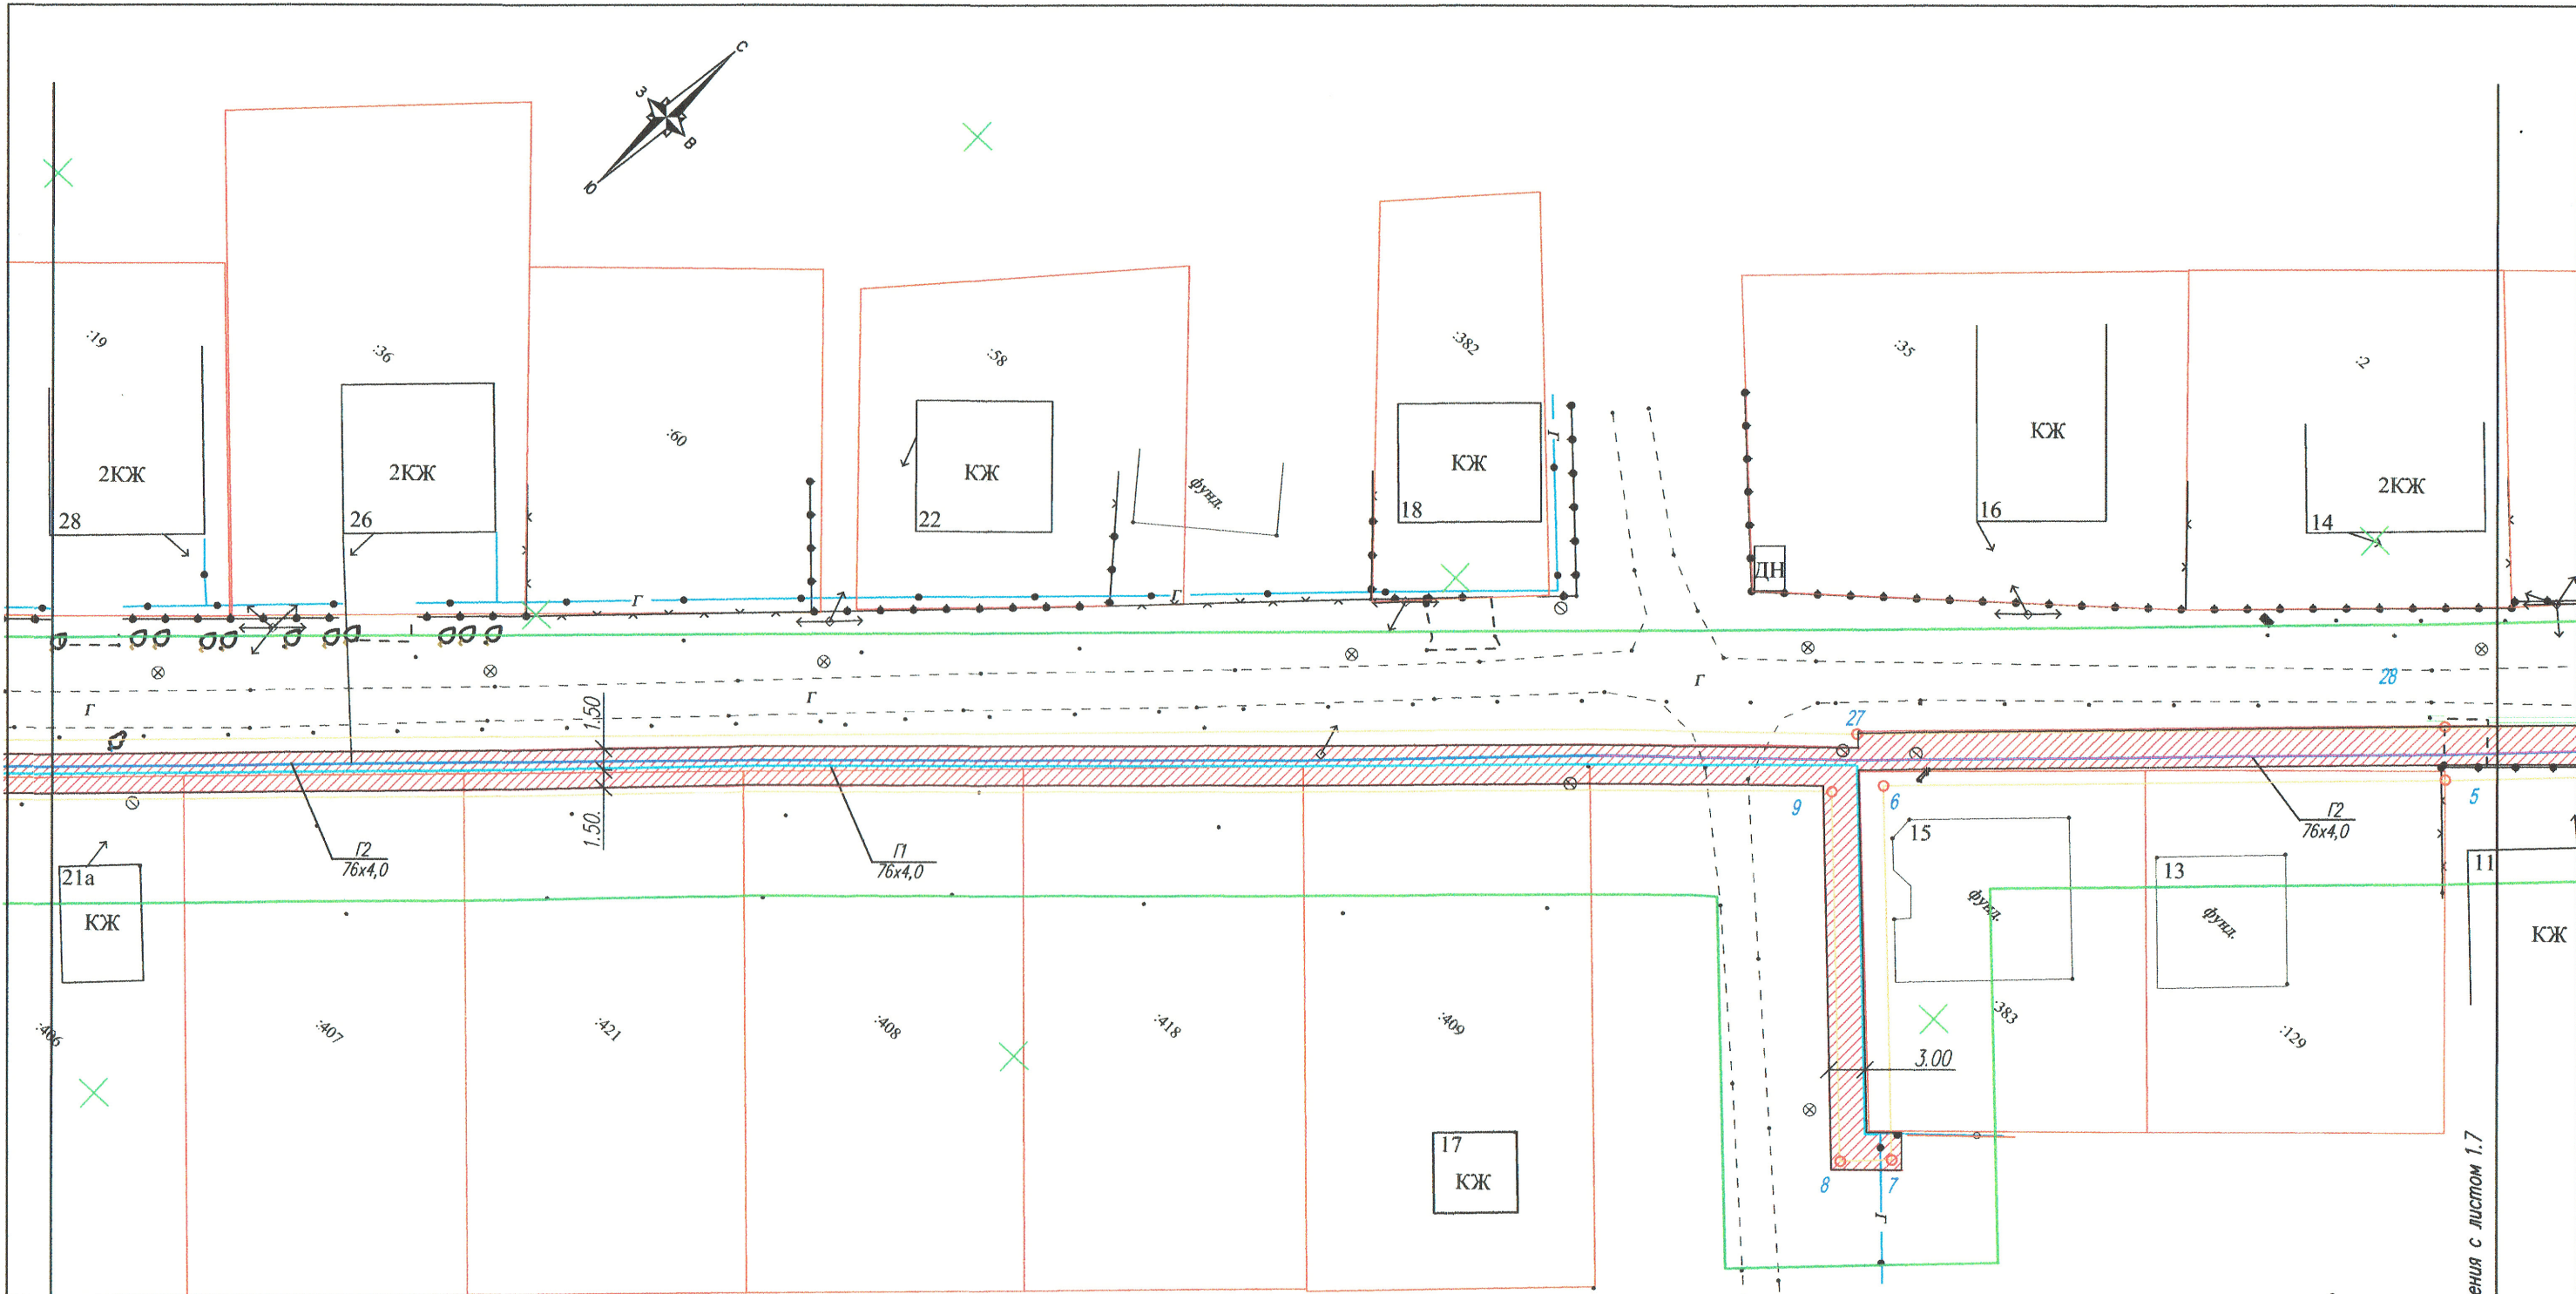 С
З
В
Ю
:19
:36
:60
:58
:382
:35
:2
2КЖ
28
2КЖ
26
КЖ
22
фунд.
КЖ
18
Г
ДН
КЖ
16
2КЖ
14
Г
Г
28
Г
Г
Г
1.50
1.50
27
9
6
5
Г2
76х4,0
Г1
76х4,0
Г2
76х4,0
21а
КЖ
15
фунд.
13
фунд.
11
КЖ
:406
:407
:421
:408
:418
:409
:383
:129
3.00
17
КЖ
8
7
Г
ения с листом 1.7